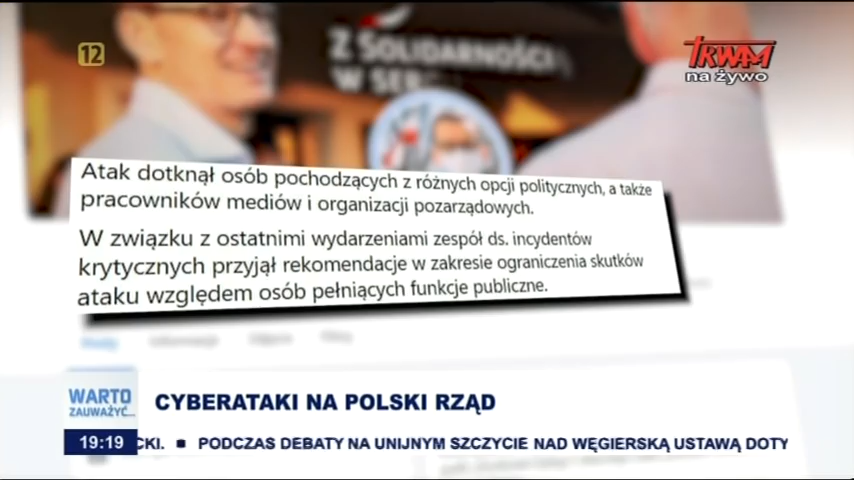 12
Z SOLIDARNOŚCI
W
TRWAM
na żywo
Atak dotknął osób pochodzących z różnych opcji politycznych, a także
pracowników mediów i organizacji pozarządowych.
W związku z ostatnimi wydarzeniami zespół ds. incydentów
krytycznych przyjął rekomendacje w zakresie ograniczenia skutków
ataku względem osób pełniących funkcje publiczne.
WARTO
ZAUWAŻYĆ...
CYBERATAKI NA POLSKI RZĄD
19:19
CKI. ■ PODCZAS DEBATY NA UNIJNYM SZCZYCIE NAD WĘGIERSKĄ USTAWĄ DOTY